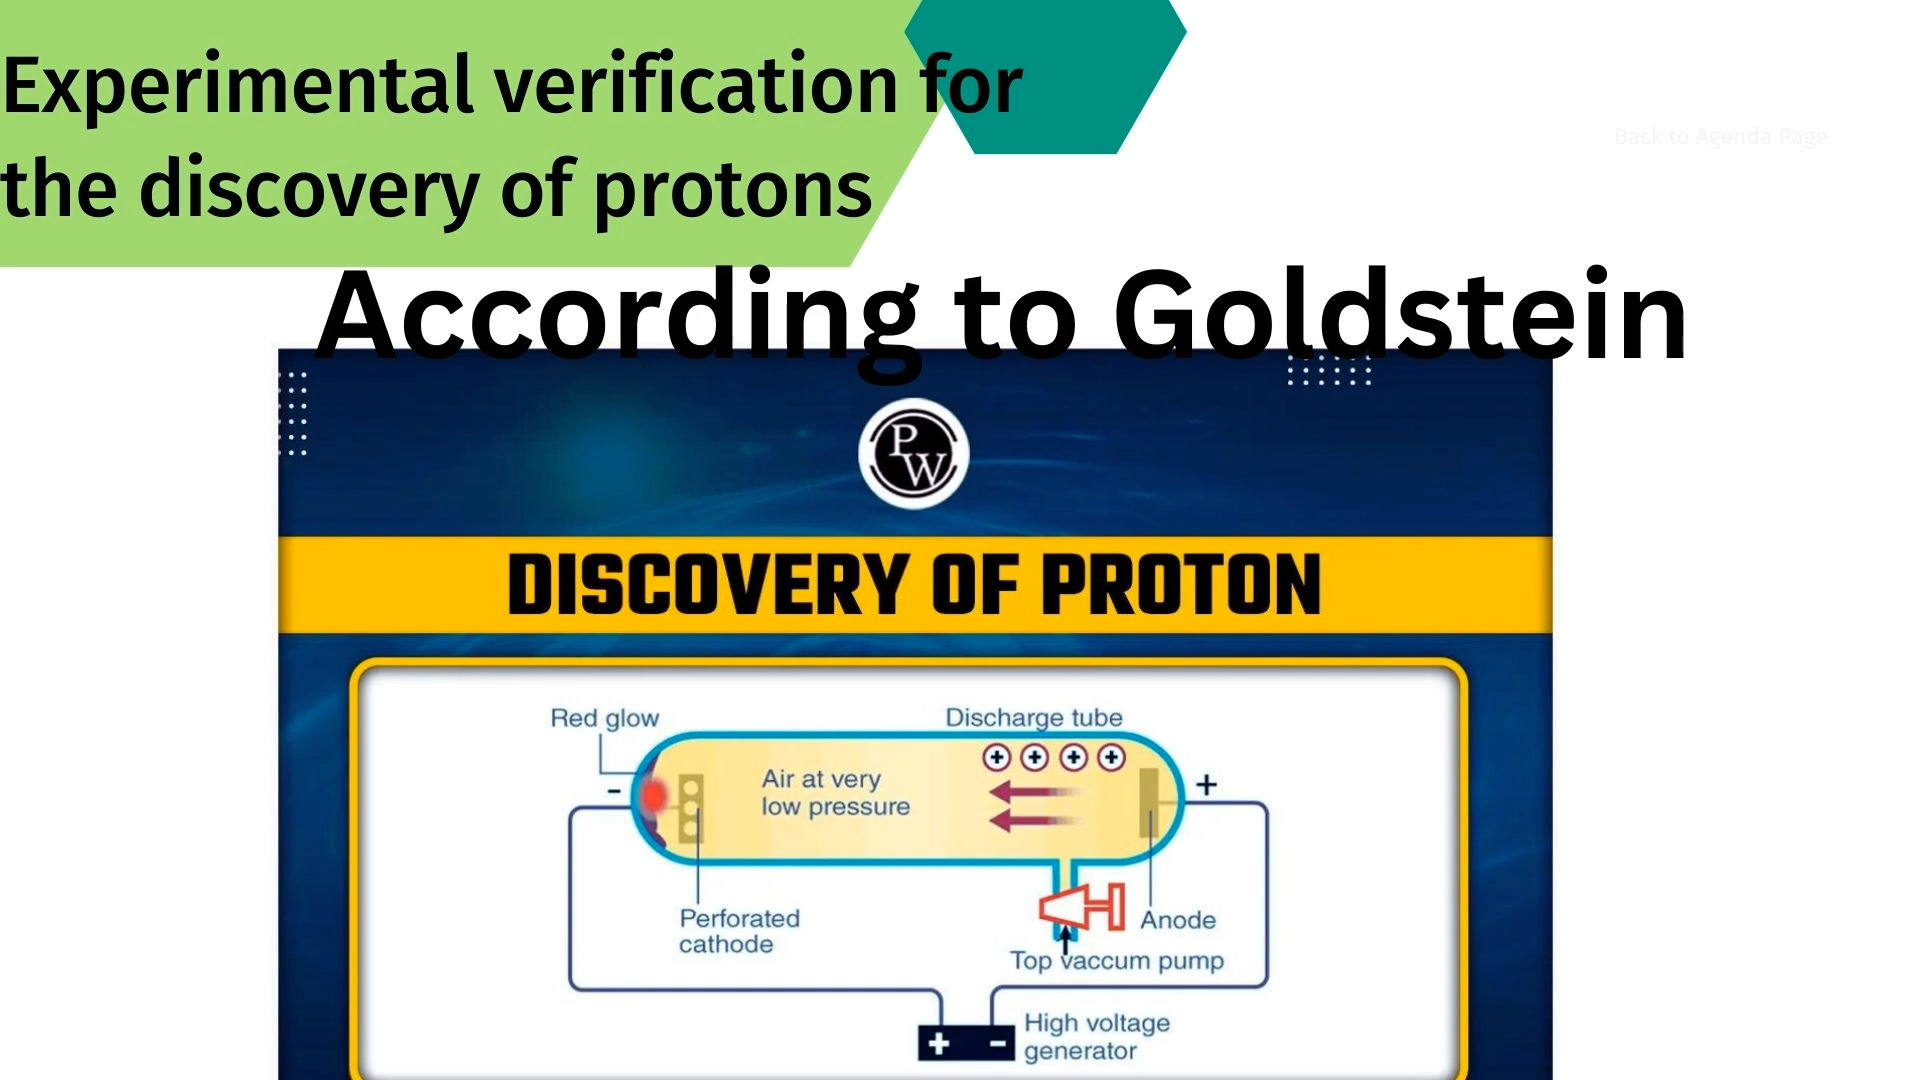 Experimental verification for
the discovery of protons
Back to Agenda Page
According to Goldstein
PW
DISCOVERY OF PROTON
Red glow
Discharge tube
+ + + +
Air at very
low pressure
-
+
Perforated
cathode
Anode
Top vaccum pump
High voltage
generator
+ -